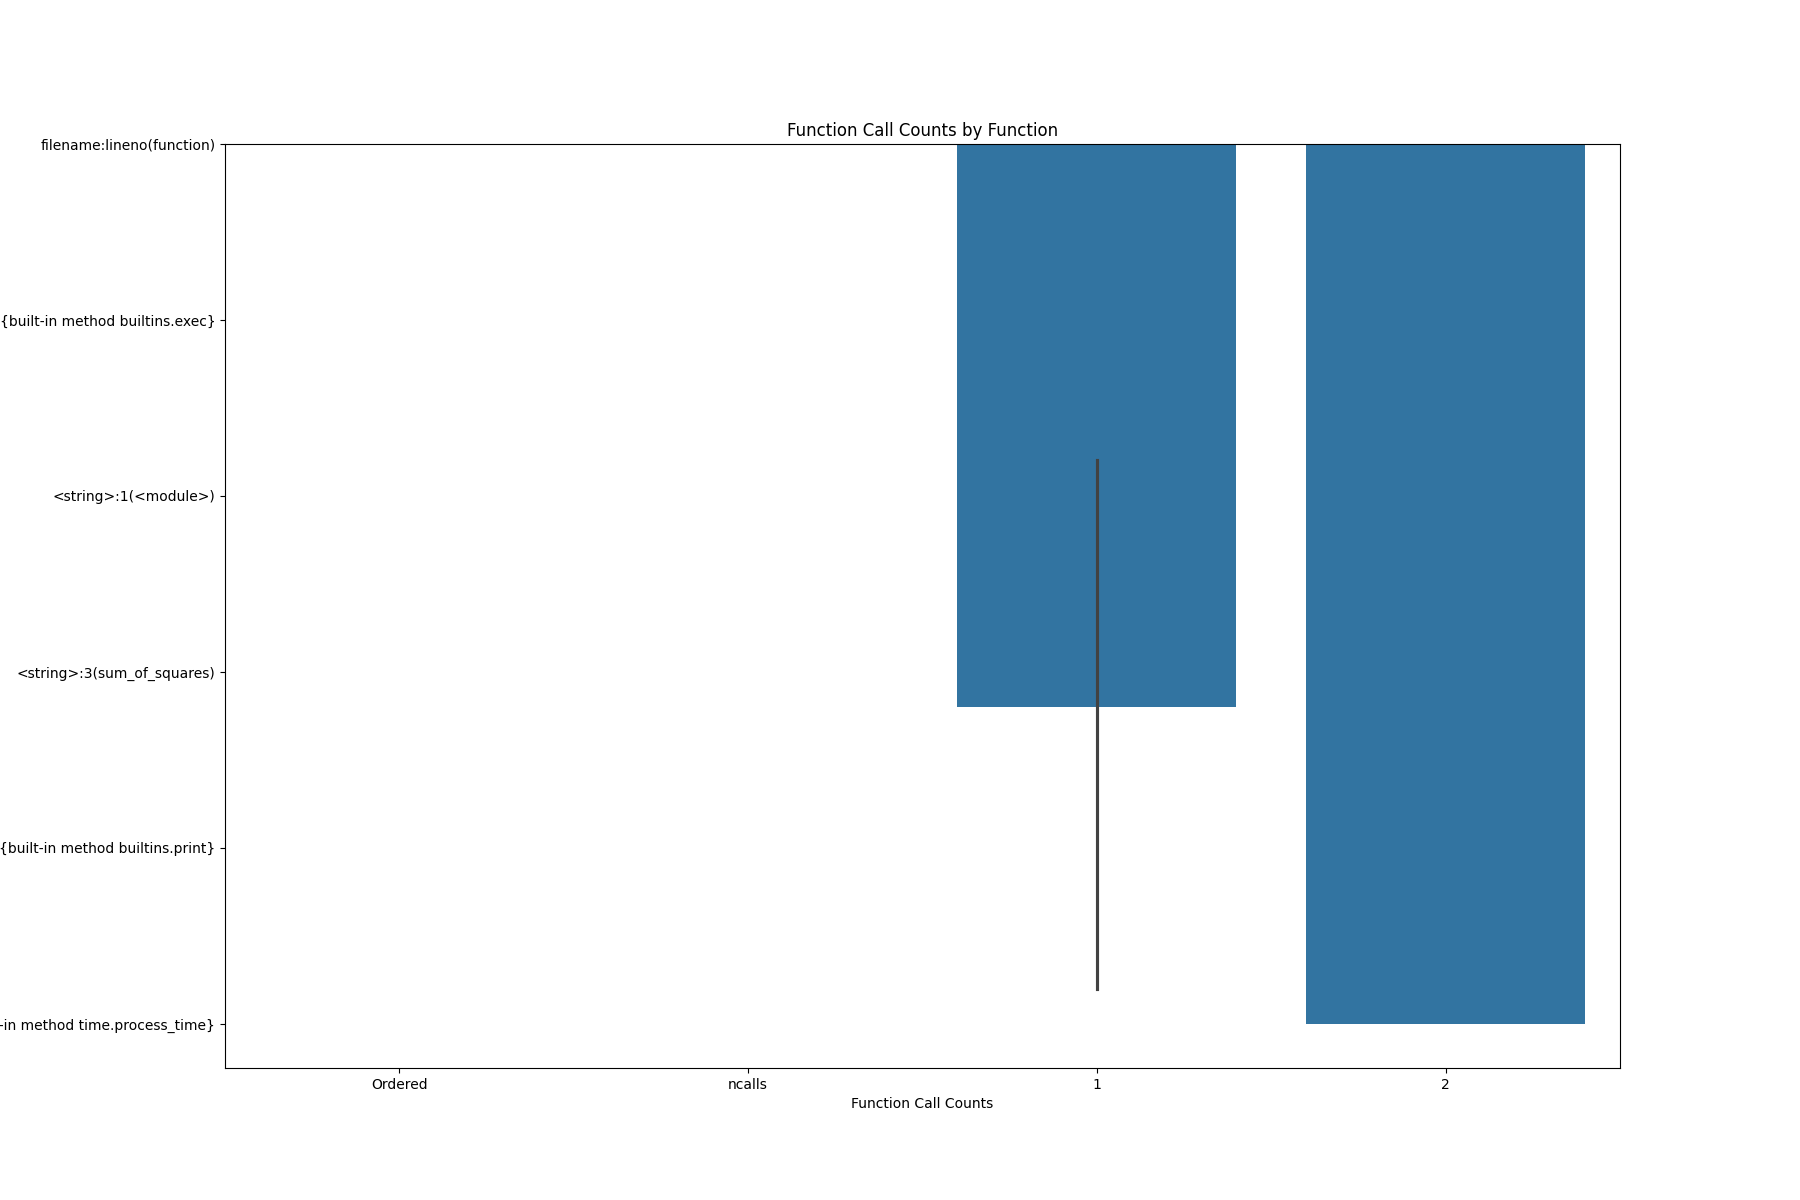 Function Call Counts by Function
filename:lineno(function)
{built-in method builtins.exec}
<string>:1(<module>)
<string>:3(sum_of_squares)
{built-in method builtins.print}
-in method time.process_time}
Ordered
ncalls
1
2
Function Call Counts